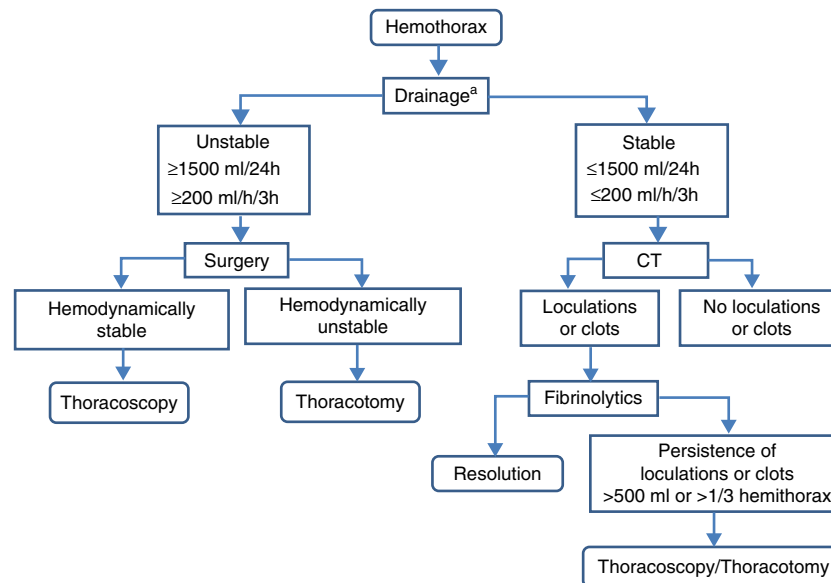 Hemothorax
Drainageᵃ
Unstable
≥1500 ml/24h
≥200 ml/h/3h
Stable
≤1500 ml/24h
≤200 ml/h/3h
Surgery
CT
Hemodynamically
stable
Hemodynamically
unstable
Loculations
or clots
No loculations
or clots
Thoracoscopy
Thoracotomy
Fibrinolytics
Resolution
Persistence of
loculations or clots
>500 ml or >1/3 hemithorax
Thoracoscopy/Thoracotomy